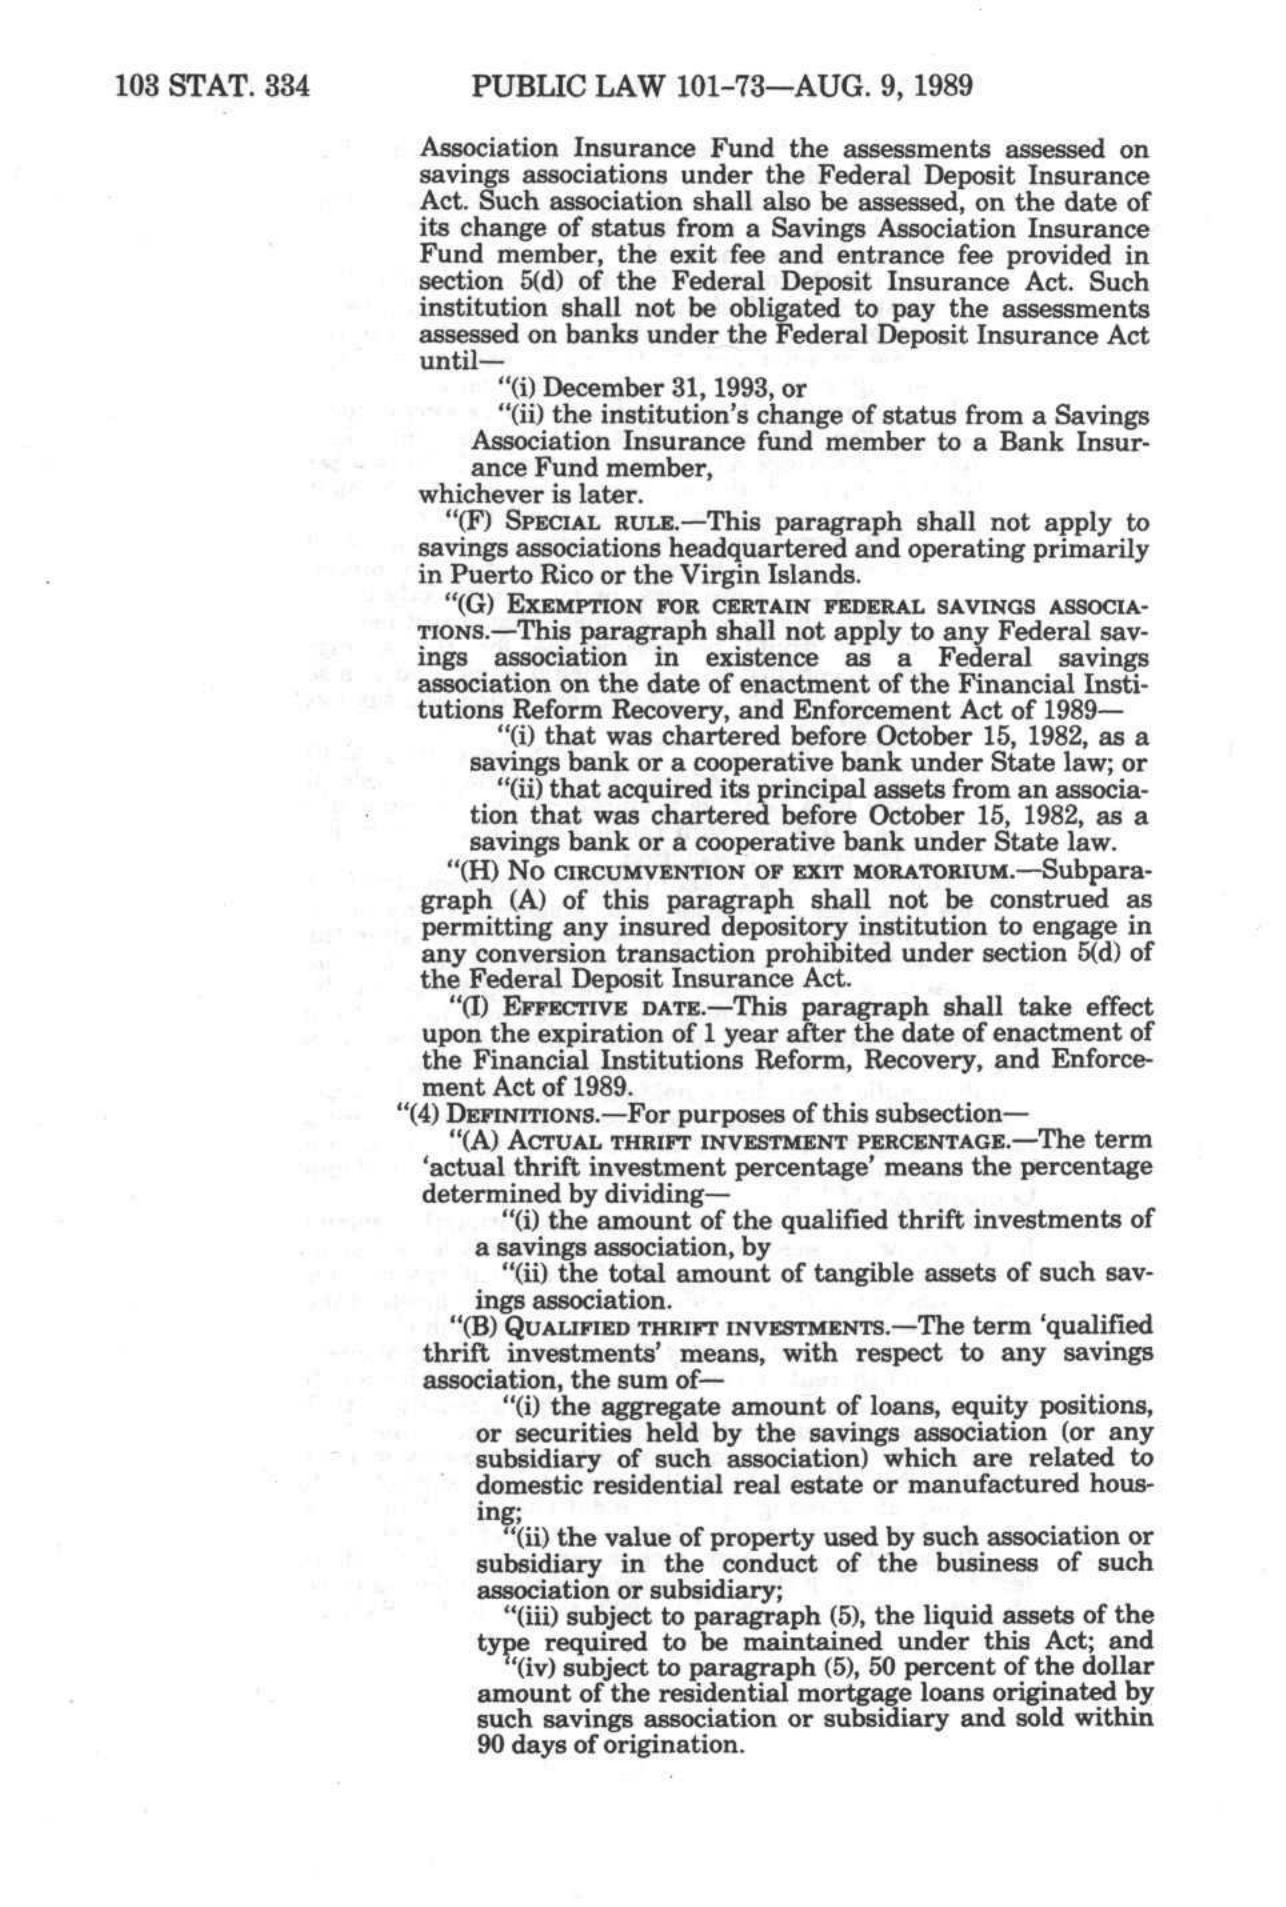 103 STAT. 334 PUBLIC LAW 101-73—AUG. 9, 1989
Association Insurance Fund the assessments assessed on
savings associations under the Federal Deposit Insurance
Act. Such association shall also be assessed, on the date of
its change of status from a Savings Association Insurance
Fund member, the exit fee and entrance fee provided in
section 5(d) of the Federal Deposit Insurance Act. Such
institution shall not be obligated to pay the assessments
assessed on banks under the Federal Deposit Insurance Act
until—
"(i) December 31, 1993, or
"(ii) the institution's change of status from a Savings
Association Insurance fund member to a Bank Insur-
ance Fund member,
whichever is later.
"(F) SPECIAL RULE.—This paragraph shall not apply to
savings associations headquartered and operating primarily
in Puerto Rico or the Virgin Islands.
"(G) EXEMPTION FOR CERTAIN FEDERAL SAVINGS ASSOCIA-
TIONS.—This paragraph shall not apply to any Federal sav-
ings association in existence as a Federal savings
association on the date of enactment of the Financial Insti-
tutions Reform Recovery, and Enforcement Act of 1989—
"(i) that was chartered before October 15, 1982, as a
savings bank or a cooperative bank under State law; or
"(ii) that acquired its principal assets from an associa-
tion that was chartered before October 15, 1982, as a
savings bank or a cooperative bank under State law.
"(H) NO CIRCUMVENTION OF EXIT MORATORIUM.—Subpara-
graph (A) of this paragraph shall not be construed as
permitting any insured depository institution to engage in
any conversion transaction prohibited under section 5(d) of
the Federal Deposit Insurance Act.
"(I) EFFECTIVE DATE.—This paragraph shall take effect
upon the expiration of 1 year after the date of enactment of
the Financial Institutions Reform, Recovery, and Enforce-
ment Act of 1989.
"(4) DEFINITIONS.—For purposes of this subsection—
"(A) ACTUAL THRIFT INVESTMENT PERCENTAGE.—The term
'actual thrift investment percentage' means the percentage
determined by dividing—
"(i) the amount of the qualified thrift investments of
a savings association, by
"(ii) the total amount of tangible assets of such sav-
ings association.
"(B) QUALIFIED THRIFT INVESTMENTS.—The term 'qualified
thrift investments' means, with respect to any savings
association, the sum of—
"(i) the aggregate amount of loans, equity positions,
or securities held by the savings association (or any
subsidiary of such association) which are related to
domestic residential real estate or manufactured hous-
ing;
"(ii) the value of property used by such association or
subsidiary in the conduct of the business of such
association or subsidiary;
"(iii) subject to paragraph (5), the liquid assets of the
type required to be maintained under this Act; and
"(iv) subject to paragraph (5), 50 percent of the dollar
amount of the residential mortgage loans originated by
such savings association or subsidiary and sold within
90 days of origination.